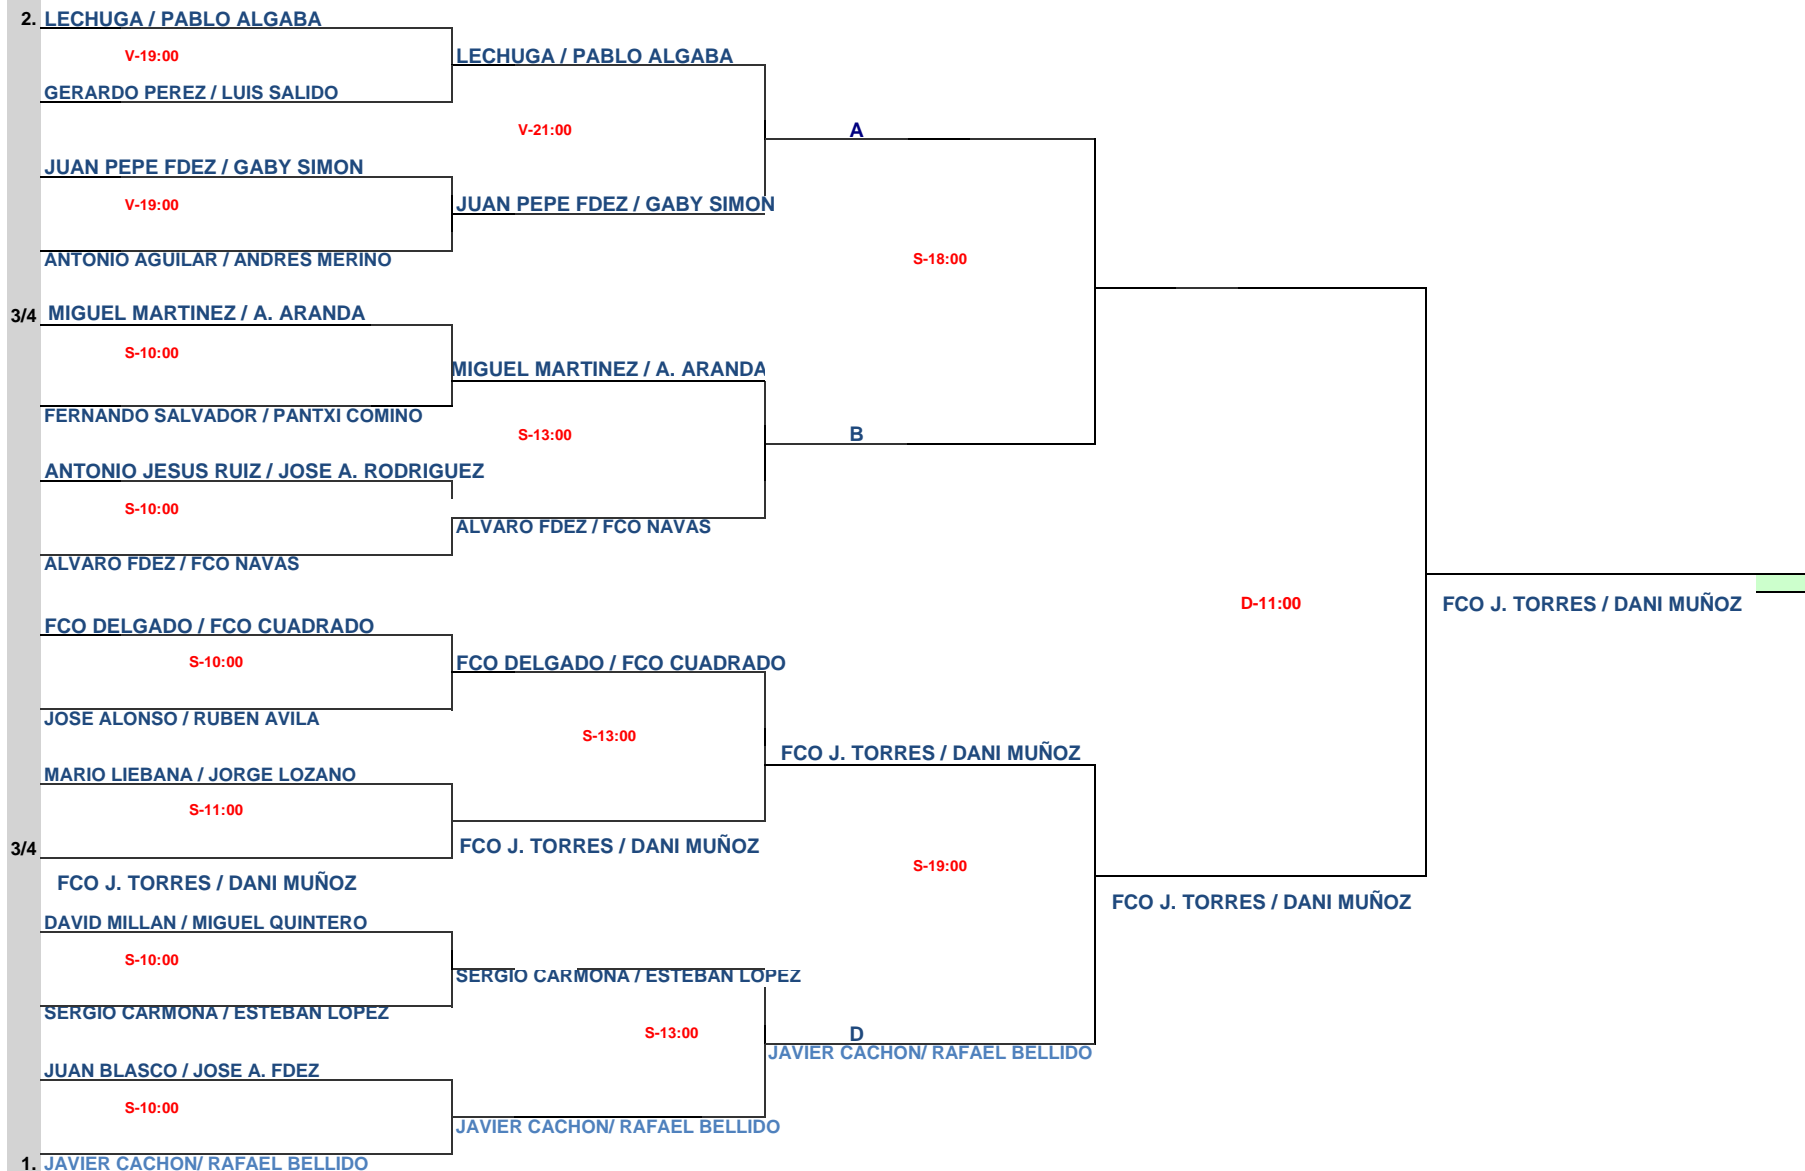 2. LECHUGA / PABLO ALGABA
V-19:00
LECHUGA / PABLO ALGABA
GERARDO PEREZ / LUIS SALIDO
V-21:00
A
JUAN PEPE FDEZ / GABY SIMON
V-19:00
JUAN PEPE FDEZ / GABY SIMON
ANTONIO AGUILAR / ANDRES MERINO
S-18:00
3/4 MIGUEL MARTINEZ / A. ARANDA
S-10:00
MIGUEL MARTINEZ / A. ARANDA
FERNANDO SALVADOR / PANTXI COMINO
S-13:00
B
ANTONIO JESUS RUIZ / JOSE A. RODRIGUEZ
S-10:00
ALVARO FDEZ / FCO NAVAS
ALVARO FDEZ / FCO NAVAS
D-11:00
FCO J. TORRES / DANI MUÑOZ
FCO DELGADO / FCO CUADRADO
S-10:00
FCO DELGADO / FCO CUADRADO
JOSE ALONSO / RUBEN AVILA
S-13:00
FCO J. TORRES / DANI MUÑOZ
MARIO LIEBANA / JORGE LOZANO
S-11:00
3/4
FCO J. TORRES / DANI MUÑOZ
S-19:00
FCO J. TORRES / DANI MUÑOZ
FCO J. TORRES / DANI MUÑOZ
DAVID MILLAN / MIGUEL QUINTERO
S-10:00
SERGIO CARMONA / ESTEBAN LOPEZ
SERGIO CARMONA / ESTEBAN LOPEZ
S-13:00
D
JAVIER CACHON/ RAFAEL BELLIDO
JUAN BLASCO / JOSE A. FDEZ
S-10:00
JAVIER CACHON/ RAFAEL BELLIDO
1. JAVIER CACHON/ RAFAEL BELLIDO